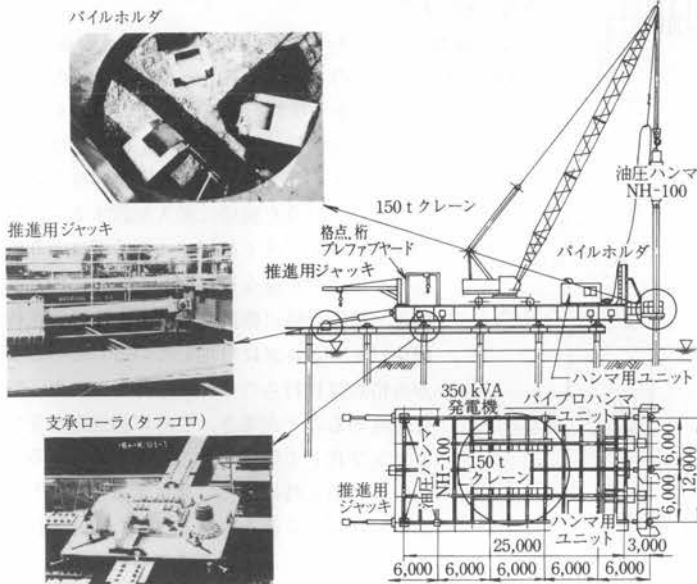 パイルホルダ
油圧ハンマ
NH-100
150 t クレーン
推進用ジャッキ
格点, 桁
プレファブヤード
推進用ジャッキ
パイルホルダ
ハンマ用ユニット
支承ローラ(タフコロ)
350 kVA
発電機
バイブロハンマ
ユニット
油圧ハンマ
NH-100
150 t
クレーン
6,000
6,000
12,000
推進用
ジャッキ
ハンマ用
ユニット
25,000
3,000
6,000
6,000
6,000
6,000
6,000